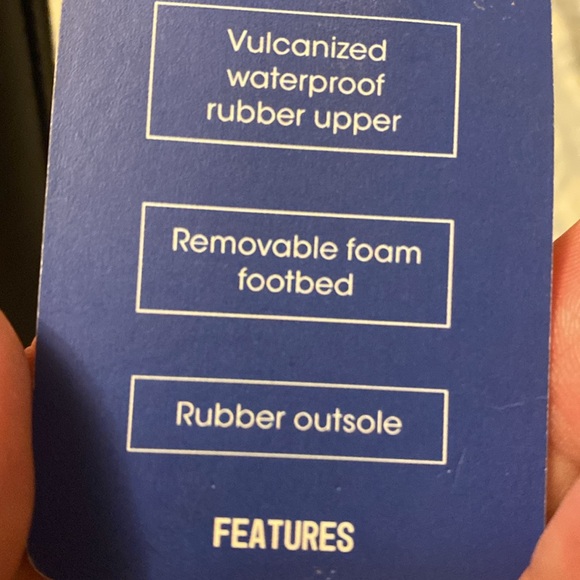 Vulcanized
waterproof
rubber upper
Removable foam
footbed
Rubber outsole
FEATURES